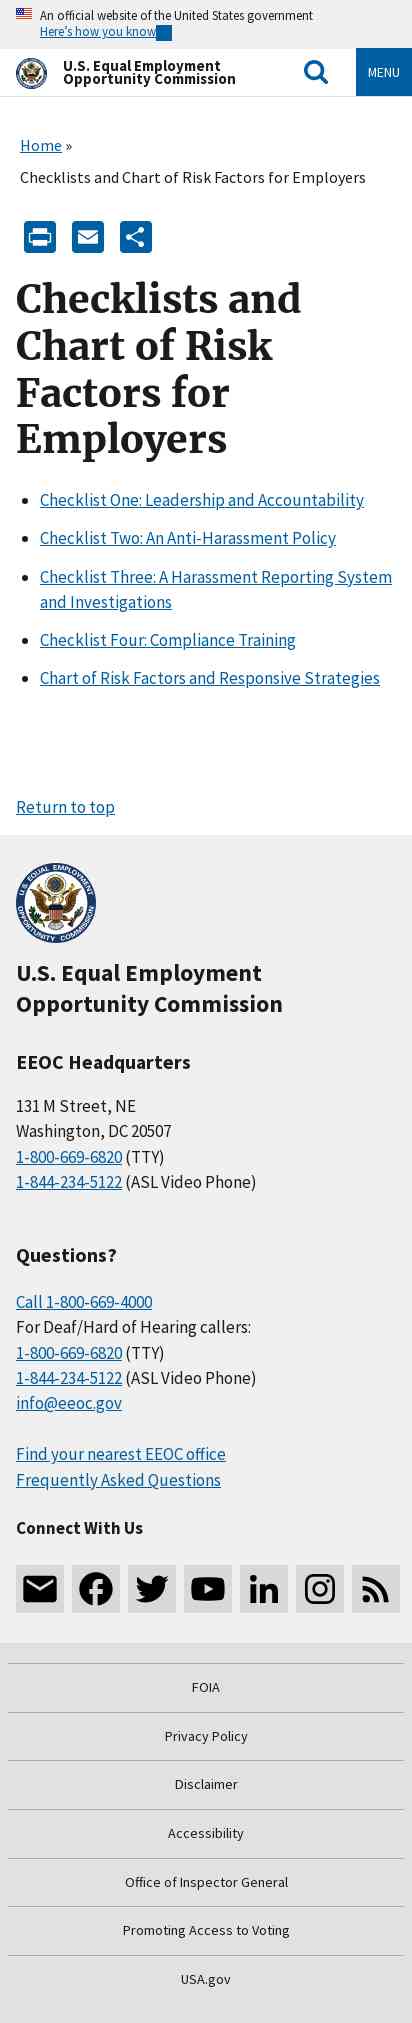 An official website of the United States government
Here's how you know
U.S. Equal Employment
Opportunity Commission
MENU
Home »
Checklists and Chart of Risk Factors for Employers
Checklists and
Chart of Risk
Factors for
Employers
Checklist One: Leadership and Accountability
Checklist Two: An Anti-Harassment Policy
Checklist Three: A Harassment Reporting System
and Investigations
Checklist Four: Compliance Training
Chart of Risk Factors and Responsive Strategies
Return to top
U.S. EQUAL EMPLOYMENT OPPORTUNITY COMMISSION
U.S. Equal Employment
Opportunity Commission
EEOC Headquarters
131 M Street, NE
Washington, DC 20507
1-800-669-6820 (TTY)
1-844-234-5122 (ASL Video Phone)
Questions?
Call 1-800-669-4000
For Deaf/Hard of Hearing callers:
1-800-669-6820 (TTY)
1-844-234-5122 (ASL Video Phone)
info@eeoc.gov
Find your nearest EEOC office
Frequently Asked Questions
Connect With Us
FOIA
Privacy Policy
Disclaimer
Accessibility
Office of Inspector General
Promoting Access to Voting
USA.gov